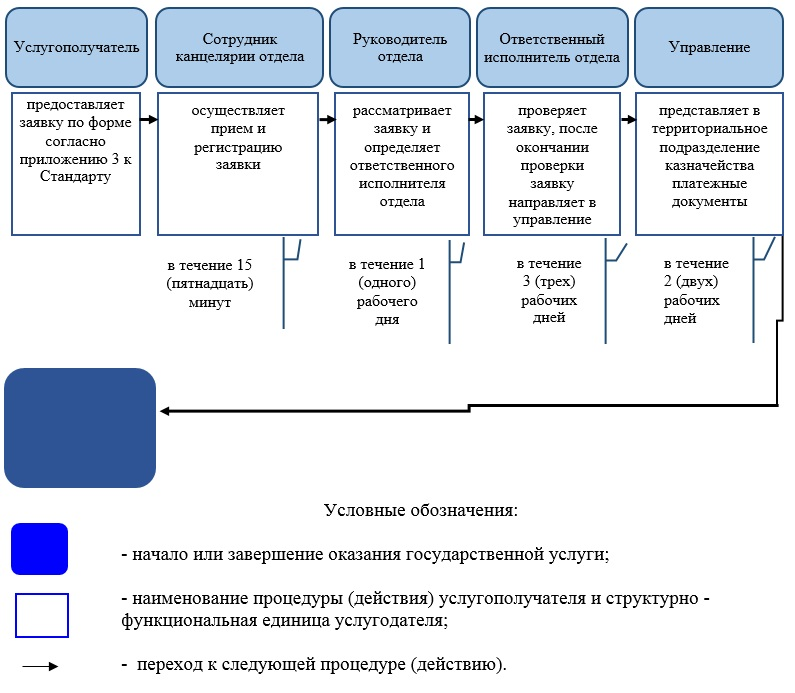 Услугополучатель
Сотрудник
канцелярии отдела
Руководитель
отдела
Ответственный
исполнитель отдела
Управление
предоставляет
заявку по форме
согласно
приложению 3 к
Стандарту
осуществляет
прием и
регистрацию
заявки
рассматривает
заявку и
определяет
ответственного
исполнителя
отдела
проверяет
заявку, после
окончании
проверки
заявку
направляет в
управление
представляет в
территориальное
подразделение
казначейства
платежные
документы
в течение 15
(пятнадцать)
минут
в течение 1
(одного)
рабочего
дня
в течение
3 (трех)
рабочих
дней
в течение
2 (двух)
рабочих
дней
Условные обозначения:
- начало или завершение оказания государственной услуги;
- наименование процедуры (действия) услугополучателя и структурно -
функциональная единица услугодателя;
- переход к следующей процедуре (действию).